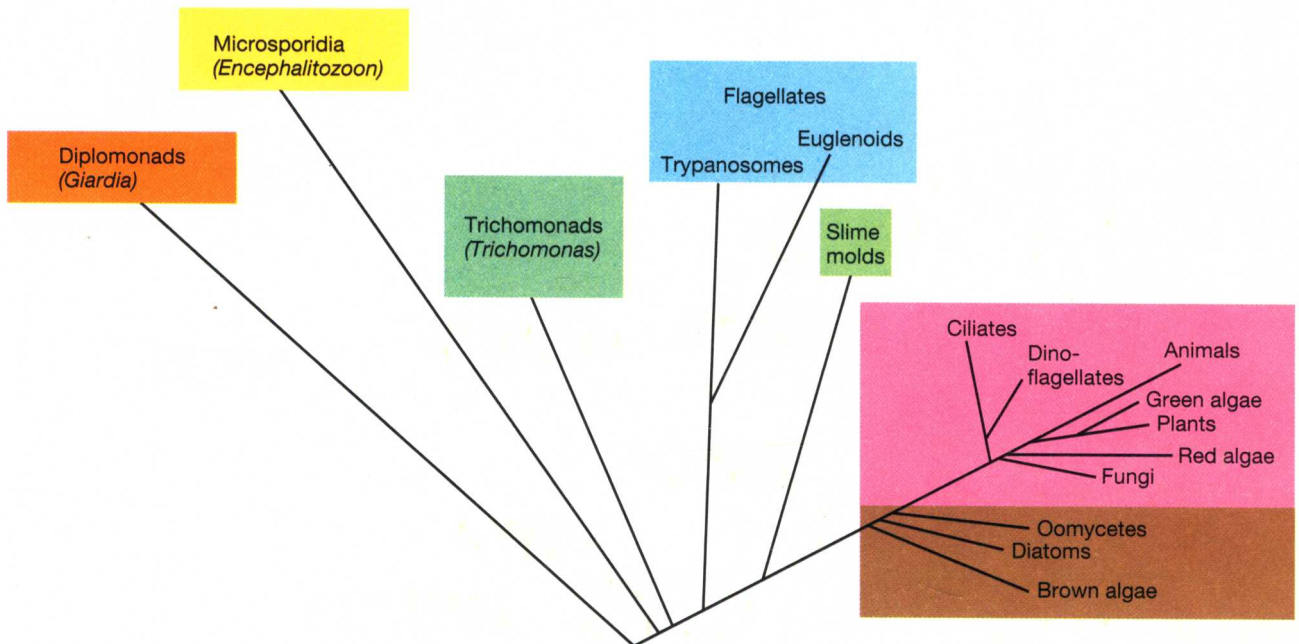 Microsporidia
(Encephalitozoon)
Diplomonads
(Giardia)
Trichomonads
(Trichomonas)
Flagellates
Euglenoids
Trypanosomes
Slime
molds
Ciliates
Dino-
flagellates
Animals
Green algae
Plants
Red algae
Fungi
Oomycetes
Diatoms
Brown algae